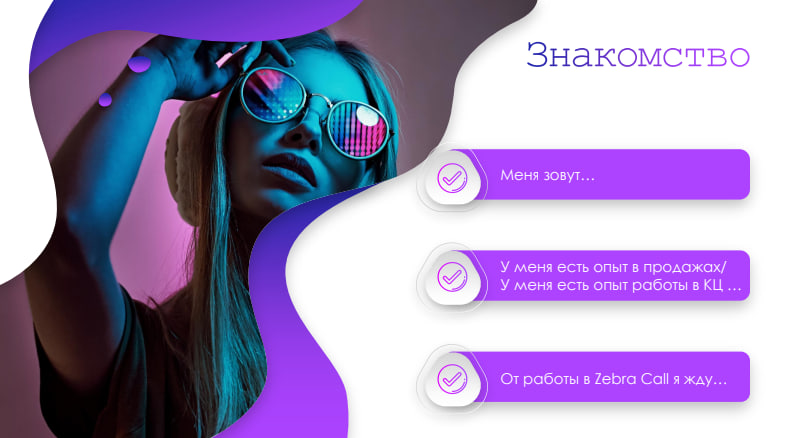 Знакомство
Меня зовут...
У меня есть опыт в продажах/
У меня есть опыт работы в КЦ ...
От работы в Zebra Call я жду...